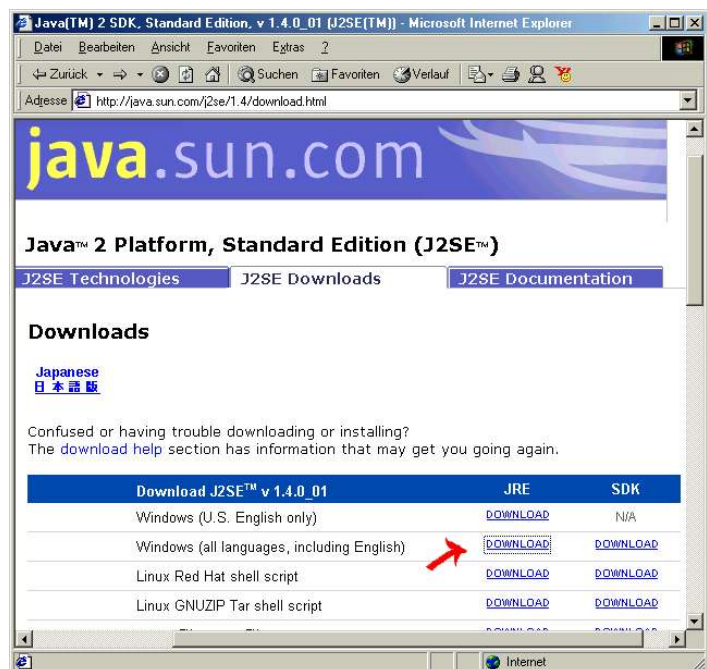 Java(TM) 2 SDK, Standard Edition, v 1.4.0_01 (J2SE(TM)) - Microsoft Internet Explorer
Datei Bearbeiten Ansicht Favoriten Extras ?
Zurück Suchen Favoriten Verlauf
Adresse http://java.sun.com/j2se/1.4/download.html
java.sun.com
Java™ 2 Platform, Standard Edition (J2SE™)
J2SE Technologies J2SE Downloads J2SE Documentation
Downloads
Japanese
日本語版
Confused or having trouble downloading or installing?
The download help section has information that may get you going again.
Download J2SE™ v 1.4.0_01 JRE SDK
Windows (U.S. English only) DOWNLOAD N/A
Windows (all languages, including English) DOWNLOAD DOWNLOAD
Linux Red Hat shell script DOWNLOAD DOWNLOAD
Linux GNUZIP Tar shell script DOWNLOAD DOWNLOAD
Internet